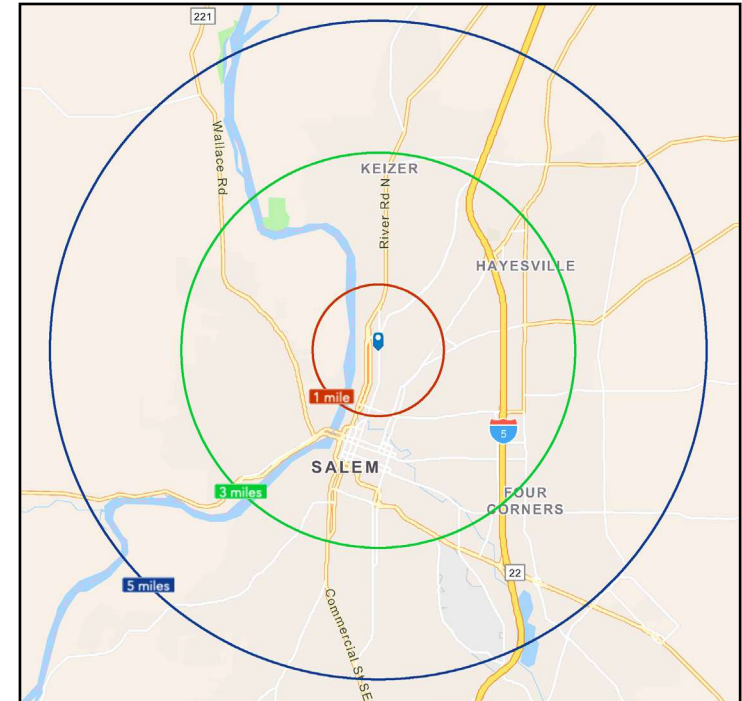 221
Wallace Rd
KEIZER
River Rd N
HAYESVILLE
1 mile
5
SALEM
3 miles
FOUR
CORNERS
22
5 miles
Commercial St SE